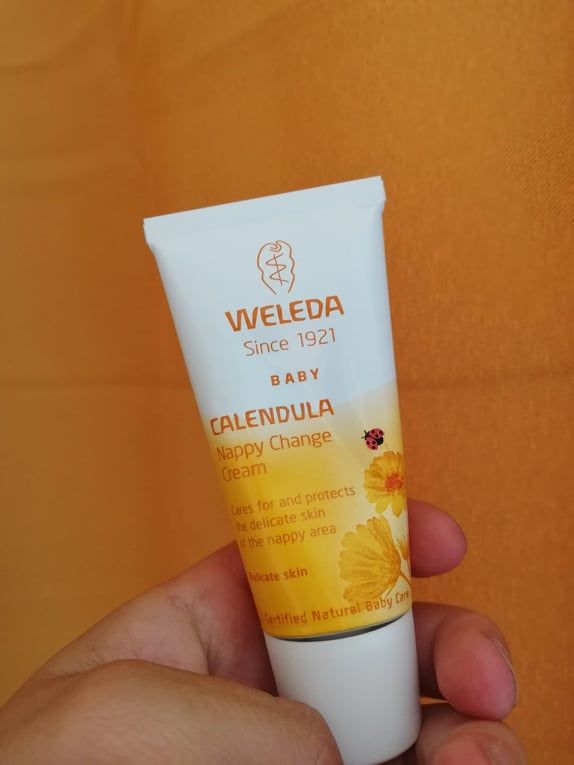 WELEDA
Since 1921
BABY
CALENDULA
Nappy Change
Cream
Cares for and protects
the delicate skin
of the nappy area
Delicate skin
Certified Natural Baby Care